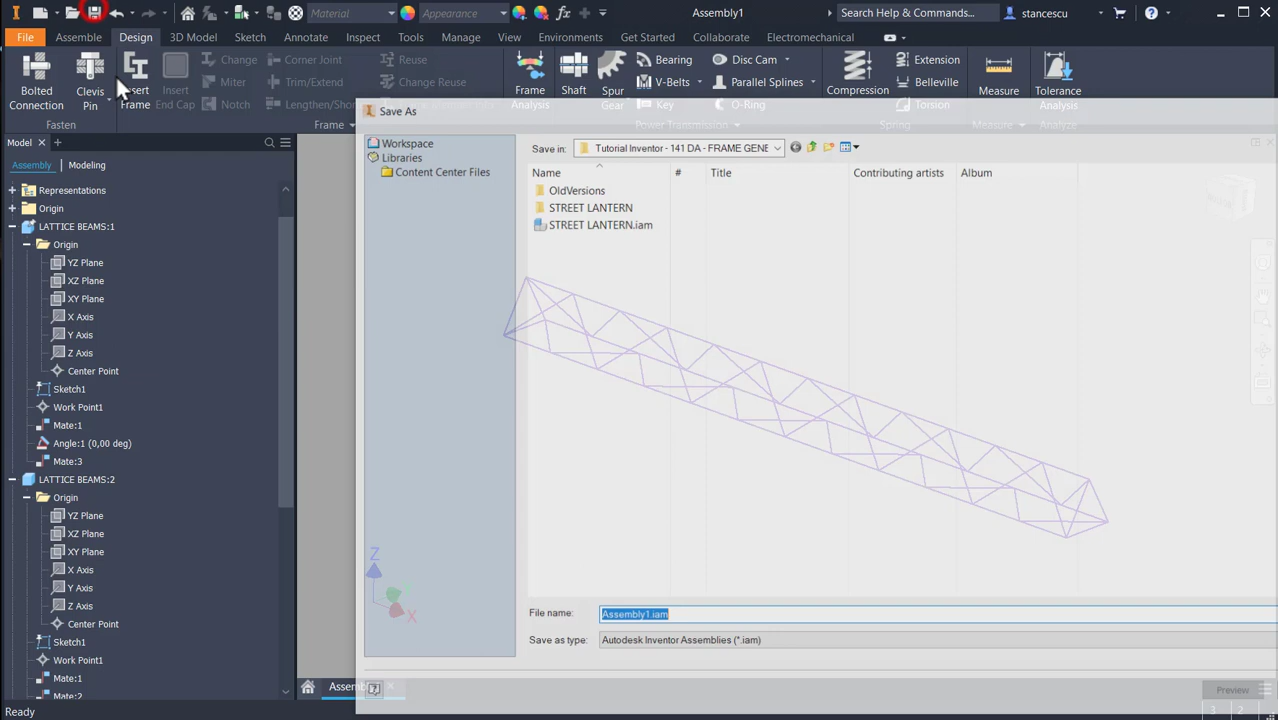 Material
Appearance
Assembly1
Search Help & Commands...
stancescu
File
Assemble
Design
3D Model
Sketch
Annotate
Inspect
Tools
Manage
View
Environments
Get Started
Collaborate
Electromechanical
Bolted
Connection
Clevis
Pin
Insert
Frame
Insert
End Cap
Change
Miter
Notch
Corner Joint
Trim/Extend
Lengthen/Shorten
Reuse
Change Reuse
Frame
Analysis
Shaft
Spur
Gear
Bearing
V-Belts
Key
Disc Cam
Parallel Splines
O-Ring
Compression
Extension
Belleville
Torsion
Measure
Tolerance
Analysis
Fasten
Frame
Power Transmission
Spring
Measure
Analyze
Model
Assembly
Modeling
Representations
Origin
LATTICE BEAMS:1
Origin
YZ Plane
XZ Plane
XY Plane
X Axis
Y Axis
Z Axis
Center Point
Sketch1
Work Point1
Mate:1
Angle:1 (0,00 deg)
Mate:3
LATTICE BEAMS:2
Origin
YZ Plane
XZ Plane
XY Plane
X Axis
Y Axis
Z Axis
Center Point
Sketch1
Work Point1
Mate:1
Mate:2
Save As
Workspace
Libraries
Content Center Files
Save in:
Tutorial Inventor - 141 DA - FRAME GENE
Name
#
Title
Contributing artists
Album
OldVersions
STREET LANTERN
STREET LANTERN.iam
File name:
Assembly1.iam
Save as type:
Autodesk Inventor Assemblies (*.iam)
Z
X
Preview
Ready
3
2